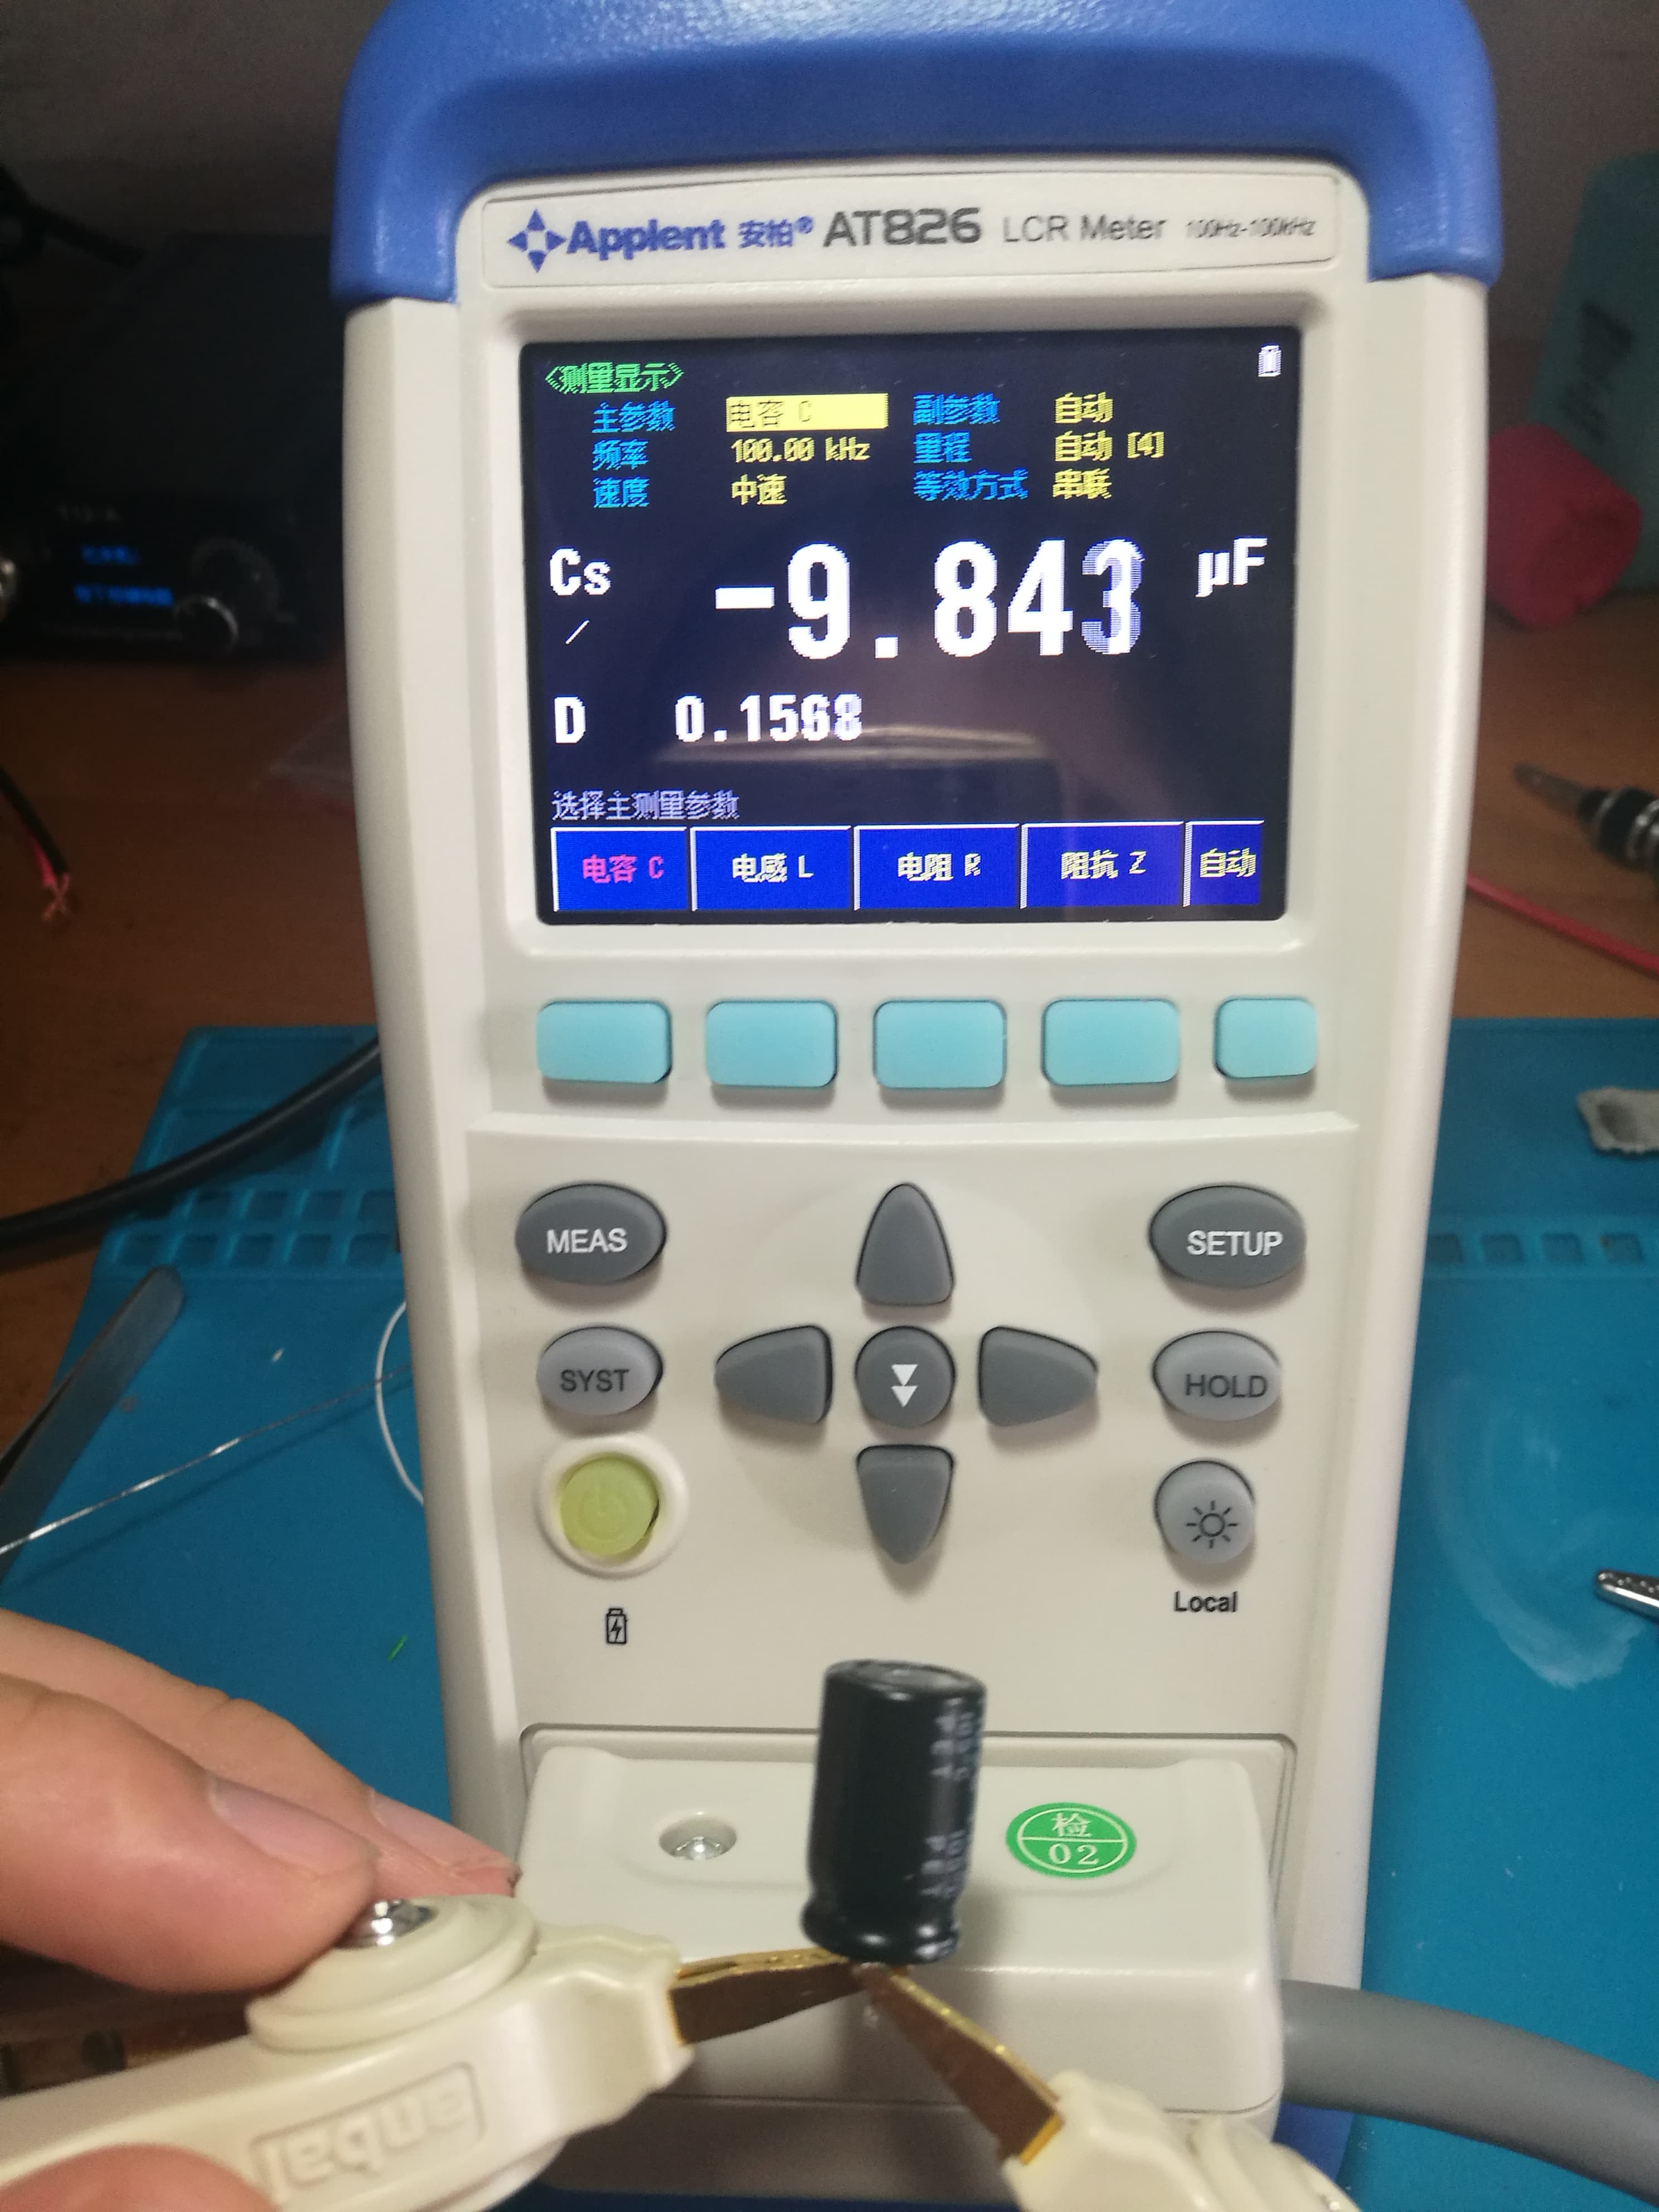 Applent 安柏® AT826 LCR Meter 100Hz-100kHz
<测量显示>
主参数 电容 C 副参数 自动
频率 100.00 kHz 量程 自动 [4]
速度 中速 等效方式 串联
Cs -9.843 µF
/
D 0.1568
选择主测量参数
电容 C 电感 L 电阻 R 阻抗 Z 自动
MEAS SETUP
SYST HOLD
Local
检
02
anbai